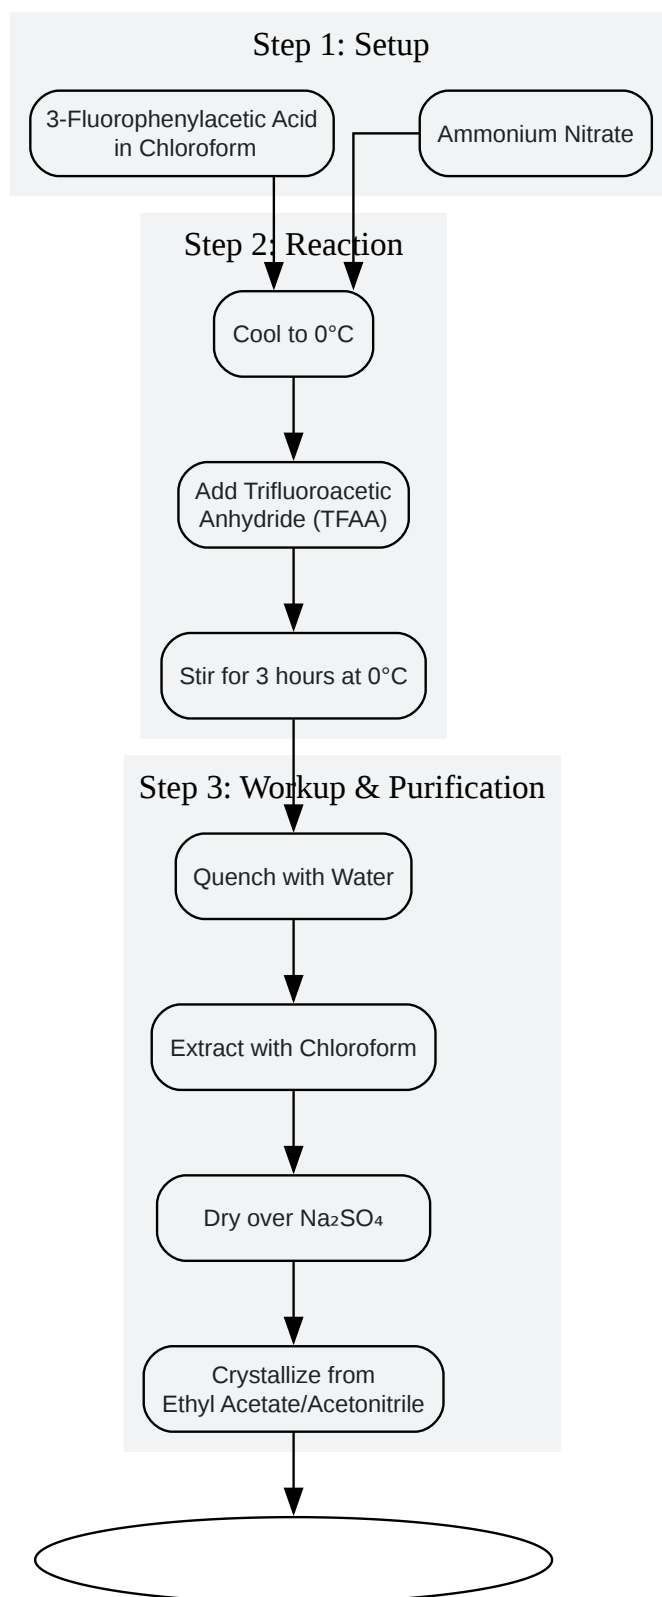 Step 1: Setup
3-Fluorophenylacetic Acid
in Chloroform
Ammonium Nitrate
Step 2: Reaction
Cool to 0°C
Add Trifluoroacetic
Anhydride (TFAA)
Stir for 3 hours at 0°C
Step 3: Workup & Purification
Quench with Water
Extract with Chloroform
Dry over Na₂SO₄
Crystallize from
Ethyl Acetate/Acetonitrile